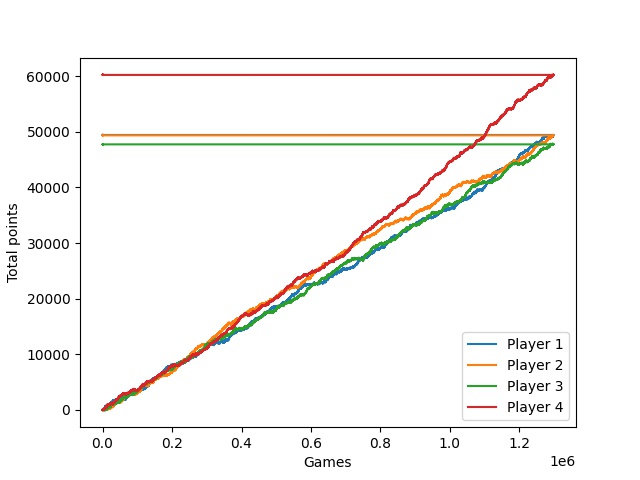 60000
50000
40000
30000
20000
10000
0
Total points
0.0 0.2 0.4 0.6 0.8 1.0 1.2
1e6
Games
Player 1
Player 2
Player 3
Player 4